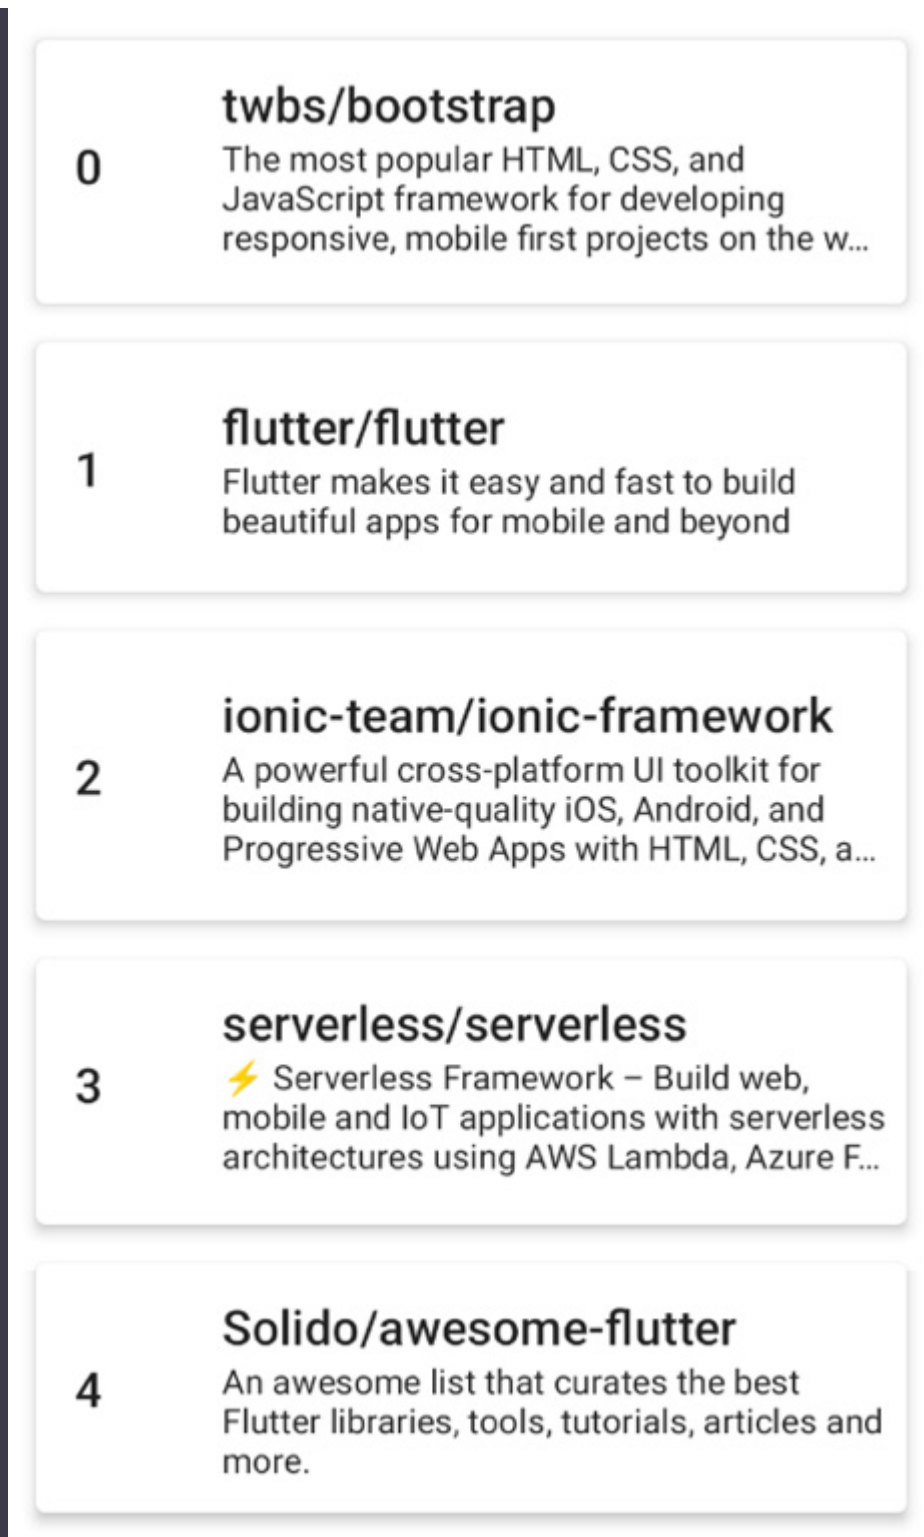 0
twbs/bootstrap
The most popular HTML, CSS, and
JavaScript framework for developing
responsive, mobile first projects on the w...
1
flutter/flutter
Flutter makes it easy and fast to build
beautiful apps for mobile and beyond
2
ionic-team/ionic-framework
A powerful cross-platform UI toolkit for
building native-quality iOS, Android, and
Progressive Web Apps with HTML, CSS, a...
3
serverless/serverless
⚡ Serverless Framework – Build web,
mobile and IoT applications with serverless
architectures using AWS Lambda, Azure F...
4
Solido/awesome-flutter
An awesome list that curates the best
Flutter libraries, tools, tutorials, articles and
more.